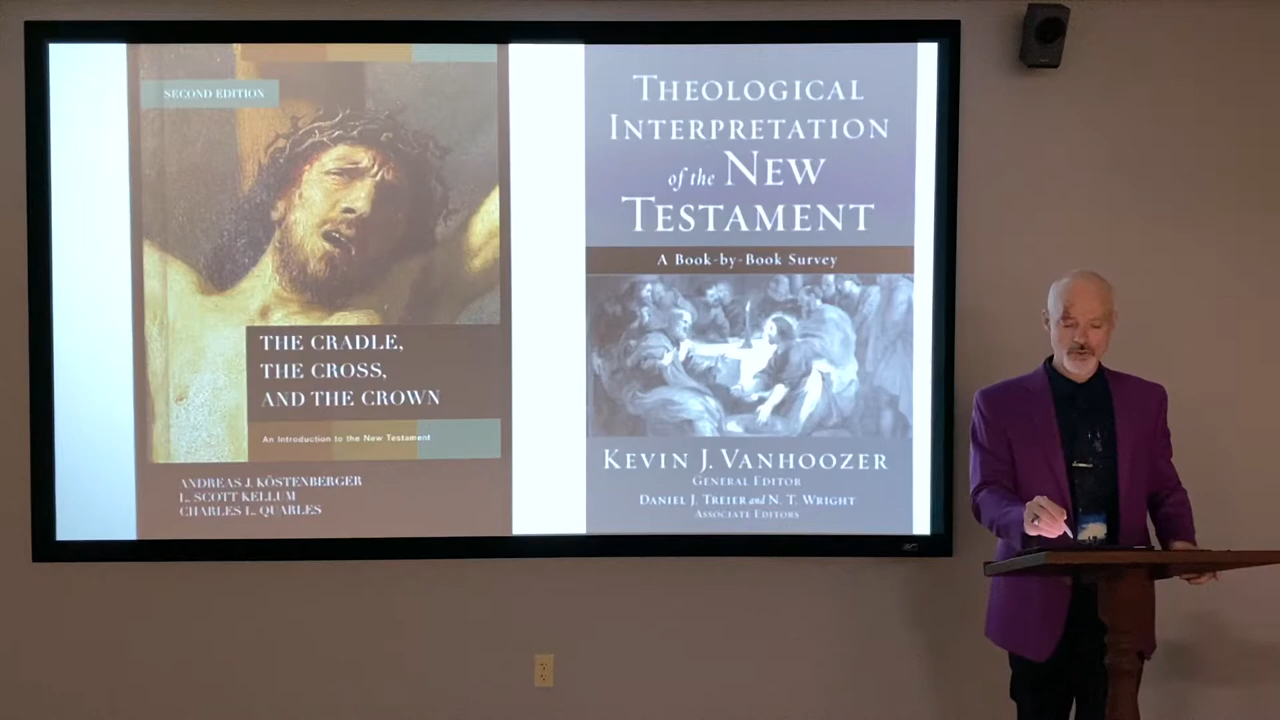 SECOND EDITION
THE CRADLE,
THE CROSS,
AND THE CROWN
An Introduction to the New Testament
ANDREAS J. KÖSTENBERGER
L. SCOTT KELLUM
CHARLES L. QUARLES
THEOLOGICAL
INTERPRETATION
of the NEW
TESTAMENT
A Book-by-Book Survey
KEVIN J. VANHOOZER
GENERAL EDITOR
DANIEL J. TREIER and N. T. WRIGHT
ASSOCIATE EDITORS